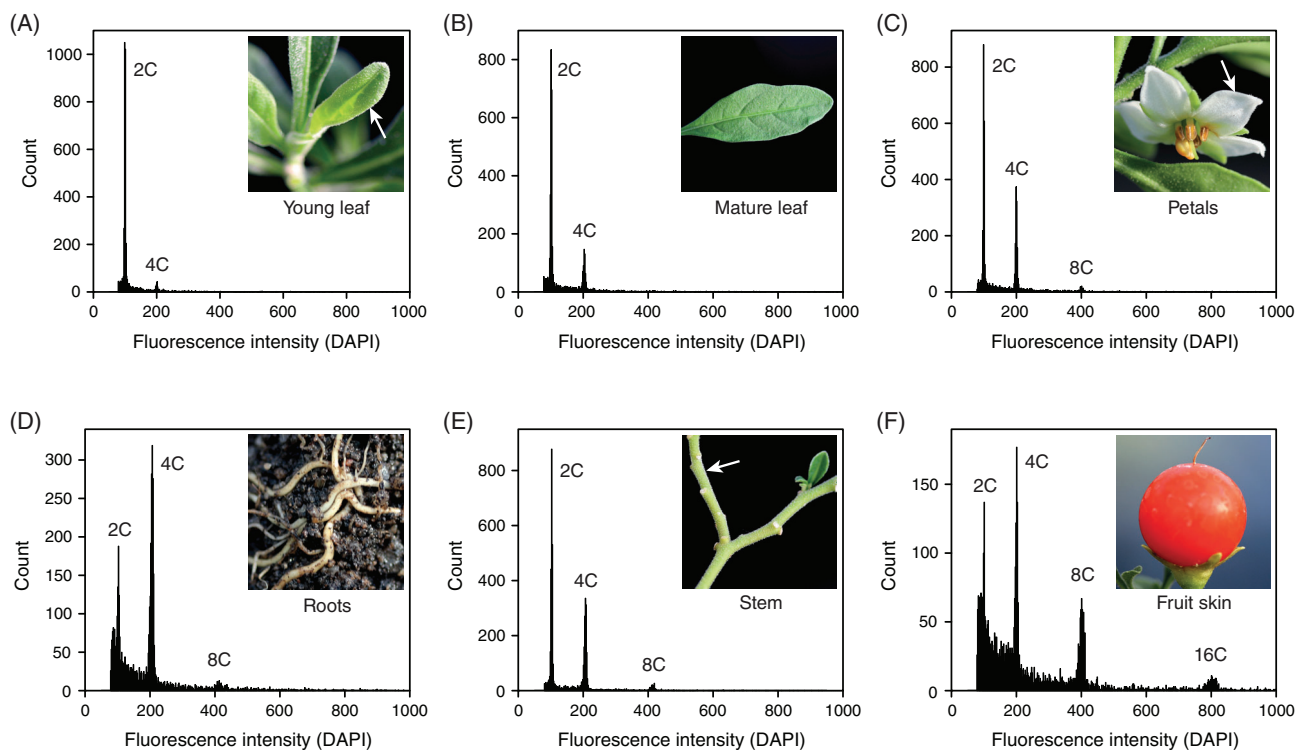 (A)
1000
800
600
400
200
0
Count
2C
4C
Young leaf
0 200 400 600 800 1000
Fluorescence intensity (DAPI)
(B)
800
600
400
200
0
Count
2C
4C
Mature leaf
0 200 400 600 800 1000
Fluorescence intensity (DAPI)
(C)
800
600
400
200
0
Count
2C
4C
8C
Petals
0 200 400 600 800 1000
Fluorescence intensity (DAPI)
(D)
300
250
200
150
100
50
0
Count
2C
4C
8C
Roots
0 200 400 600 800 1000
Fluorescence intensity (DAPI)
(E)
800
600
400
200
0
Count
2C
4C
8C
Stem
0 200 400 600 800 1000
Fluorescence intensity (DAPI)
(F)
150
100
50
0
Count
2C
4C
8C
16C
Fruit skin
0 200 400 600 800 1000
Fluorescence intensity (DAPI)